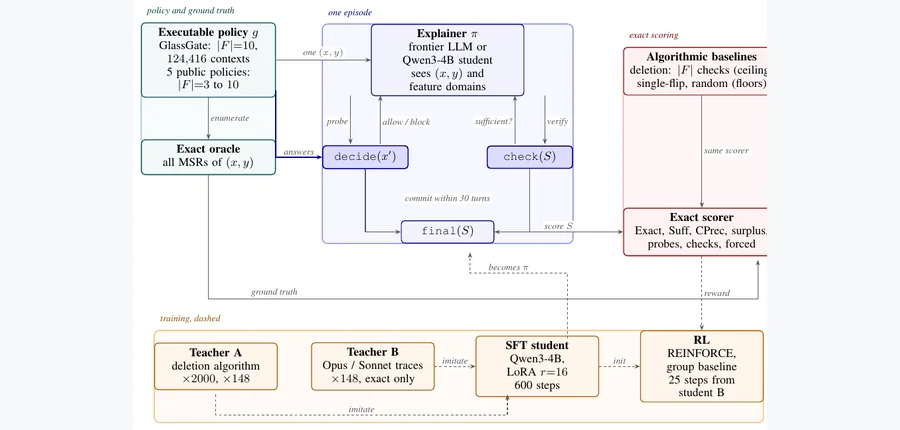 policy and ground truth
Executable policy g
GlassGate: |F|=10,
124,416 contexts
5 public policies:
|F|=3 to 10
enumerate
Exact oracle
all MSRs of (x, y)
one (x, y)
answers
one episode
Explainer π
frontier LLM or
Qwen3-4B student
sees (x, y) and
feature domains
probe
allow / block
sufficient?
verify
decide(x′)
check(S)
commit within 30 turns
final(S)
score S
exact scoring
Algorithmic baselines
deletion: |F| checks (ceiling
single-flip, random (floors)
same scorer
Exact scorer
Exact, Suff, CPrec, surplus,
probes, checks, forced
becomes π
ground truth
reward
training, dashed
Teacher A
deletion algorithm
×2000, ×148
Teacher B
Opus / Sonnet traces
×148, exact only
imitate
SFT student
Qwen3-4B,
LoRA r=16
600 steps
init
RL
REINFORCE,
group baseline
25 steps from
student B
imitate